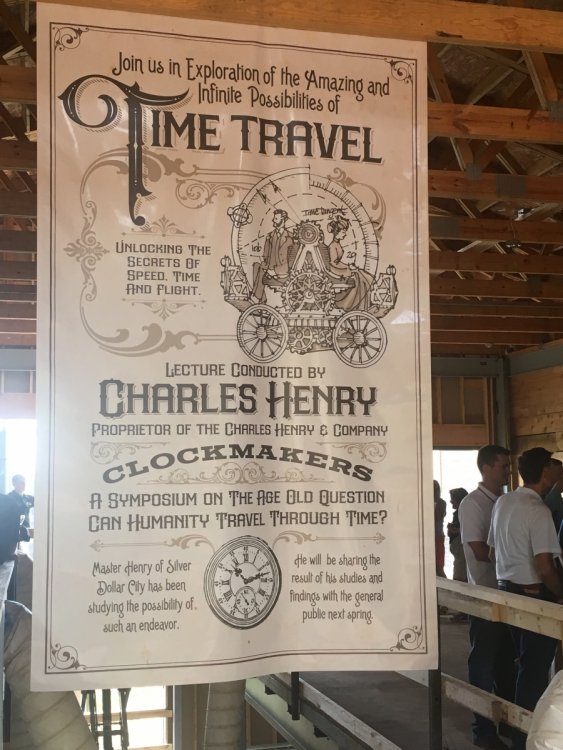 Join us in Exploration of the Amazing and
Infinite Possibilities of
TIME TRAVEL
UNLOCKING THE
SECRETS OF
SPEED, TIME
AND FLIGHT.
LECTURE CONDUCTED BY
CHARLES HENRY
PROPRIETOR OF THE CHARLES HENRY & COMPANY
CLOCKMAKERS
A SYMPOSIUM ON THE AGE OLD QUESTION
CAN HUMANITY TRAVEL THROUGH TIME?
Master Henry of Silver
Dollar City has been
studying the possibility of
such an endeavor.
He will be sharing the
result of his studies and
findings with the general
public next spring.